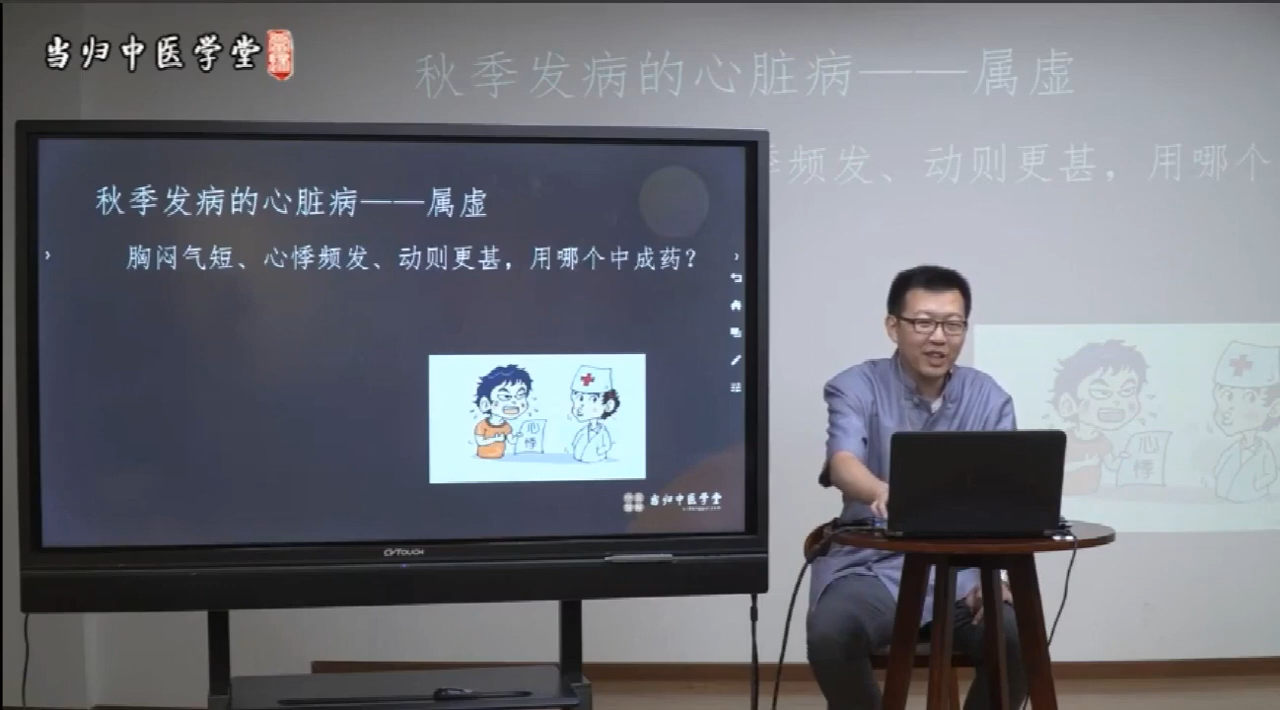 当归中医学堂
秋季发病的心脏病——属虚
频发、动则更甚，用哪个
秋季发病的心脏病——属虚
胸闷气短、心悸频发、动则更甚，用哪个中成药？
心
悸
当归中医学堂
CVTOUCH
心
悸